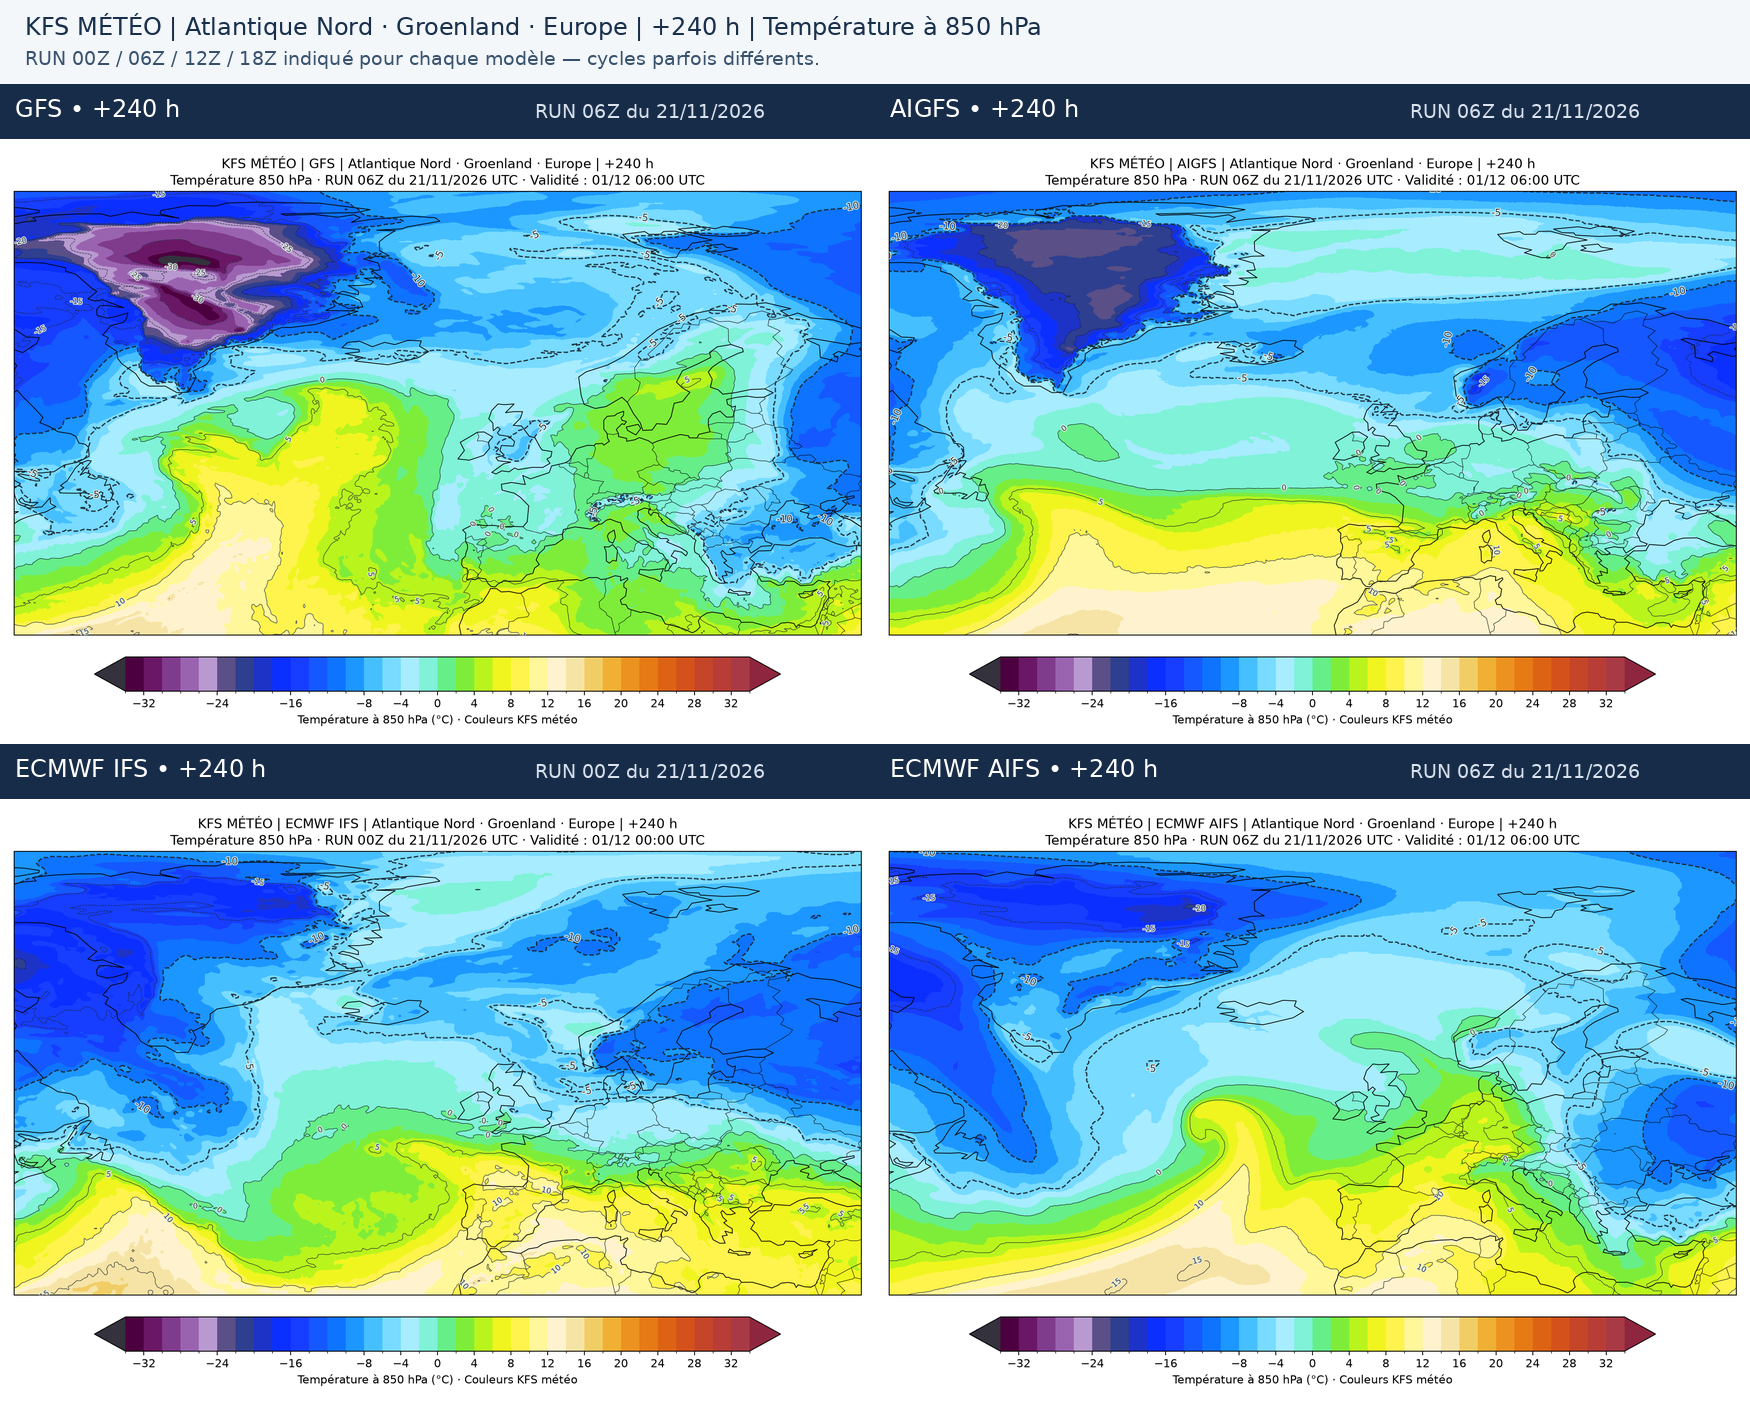 KFS MÉTÉO | Atlantique Nord · Groenland · Europe | +240 h | Température à 850 hPa
RUN 00Z / 06Z / 12Z / 18Z indiqué pour chaque modèle — cycles parfois différents.
GFS • +240 h
RUN 06Z du 21/11/2026
AIGFS • +240 h
RUN 06Z du 21/11/2026
KFS MÉTÉO | GFS | Atlantique Nord · Groenland · Europe | +240 h
Température 850 hPa · RUN 06Z du 21/11/2026 UTC · Validité : 01/12 06:00 UTC
KFS MÉTÉO | AIGFS | Atlantique Nord · Groenland · Europe | +240 h
Température 850 hPa · RUN 06Z du 21/11/2026 UTC · Validité : 01/12 06:00 UTC
−32 −24 −16 −8 −4 0 4 8 12 16 20 24 28 32
Température à 850 hPa (°C) · Couleurs KFS météo
−32 −24 −16 −8 −4 0 4 8 12 16 20 24 28 32
Température à 850 hPa (°C) · Couleurs KFS météo
ECMWF IFS • +240 h
RUN 00Z du 21/11/2026
ECMWF AIFS • +240 h
RUN 06Z du 21/11/2026
KFS MÉTÉO | ECMWF IFS | Atlantique Nord · Groenland · Europe | +240 h
Température 850 hPa · RUN 00Z du 21/11/2026 UTC · Validité : 01/12 00:00 UTC
KFS MÉTÉO | ECMWF AIFS | Atlantique Nord · Groenland · Europe | +240 h
Température 850 hPa · RUN 06Z du 21/11/2026 UTC · Validité : 01/12 06:00 UTC
−32 −24 −16 −8 −4 0 4 8 12 16 20 24 28 32
Température à 850 hPa (°C) · Couleurs KFS météo
−32 −24 −16 −8 −4 0 4 8 12 16 20 24 28 32
Température à 850 hPa (°C) · Couleurs KFS météo